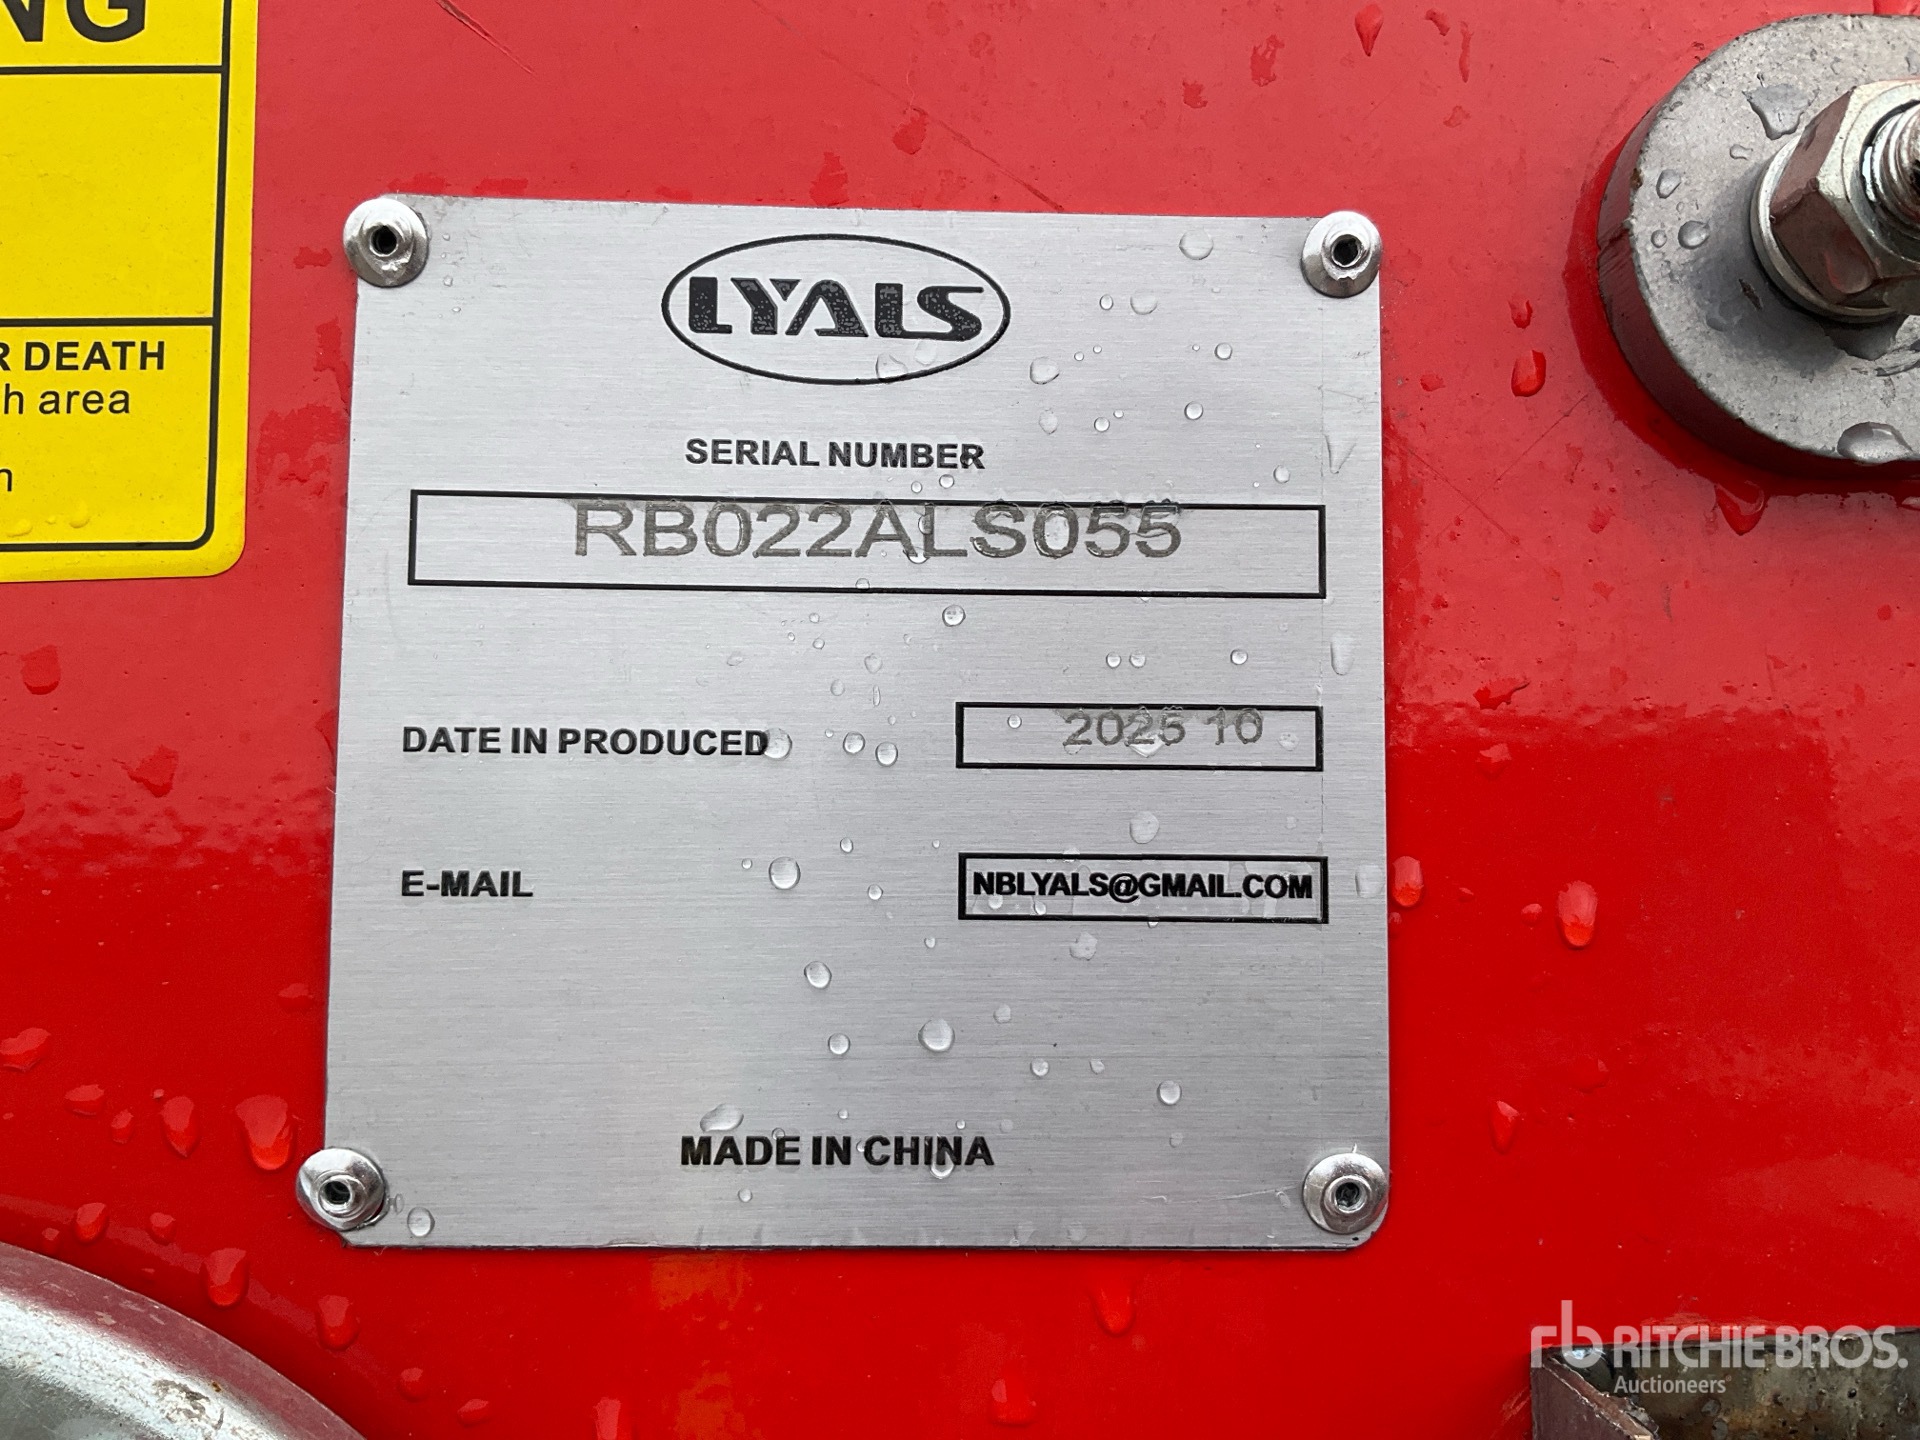 NG
R DEATH
h area
n
LYALS
SERIAL NUMBER
RB022ALS055
DATE IN PRODUCED
2025 10
E-MAIL
NBLYALS@GMAIL.COM
MADE IN CHINA
rb RITCHIE BROS.
Auctioneers